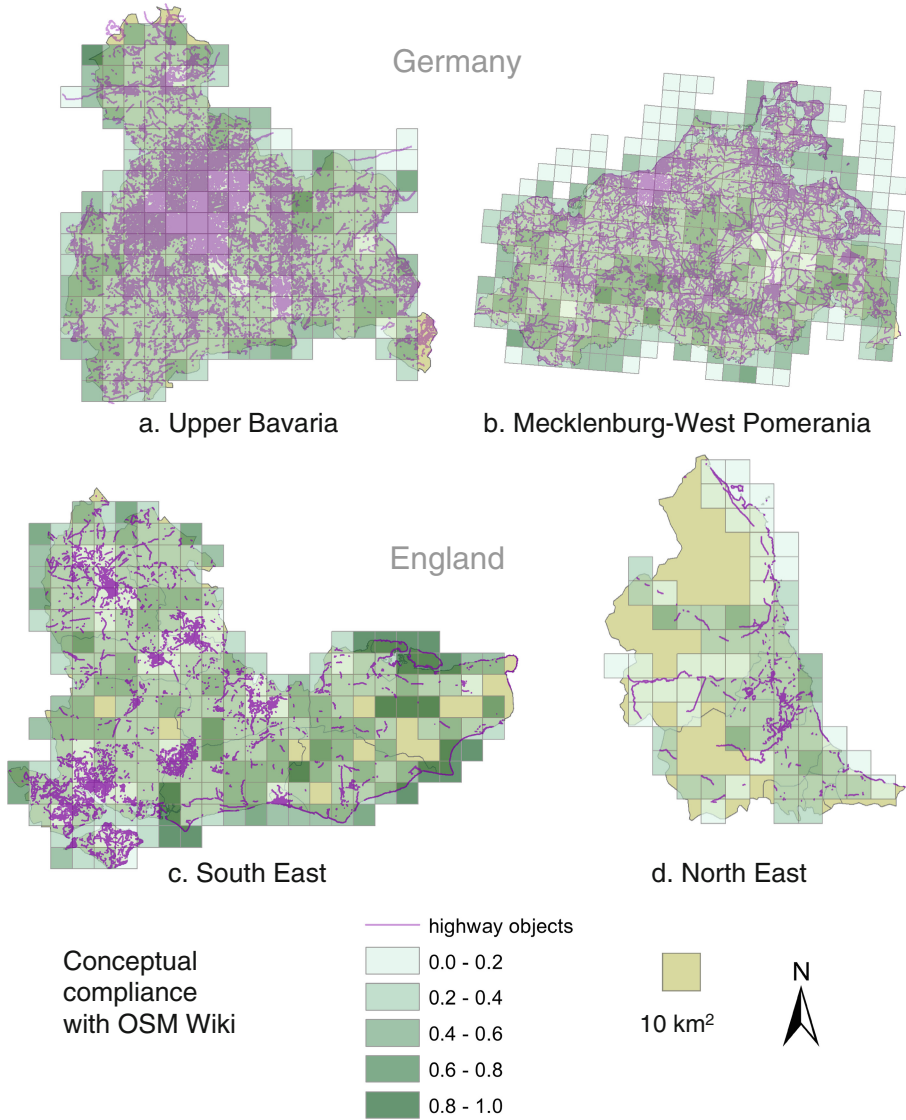 Germany
a. Upper Bavaria
b. Mecklenburg-West Pomerania
England
c. South East
d. North East
Conceptual
compliance
with OSM Wiki
highway objects
0.0 - 0.2
0.2 - 0.4
0.4 - 0.6
0.6 - 0.8
0.8 - 1.0
10 km²
N